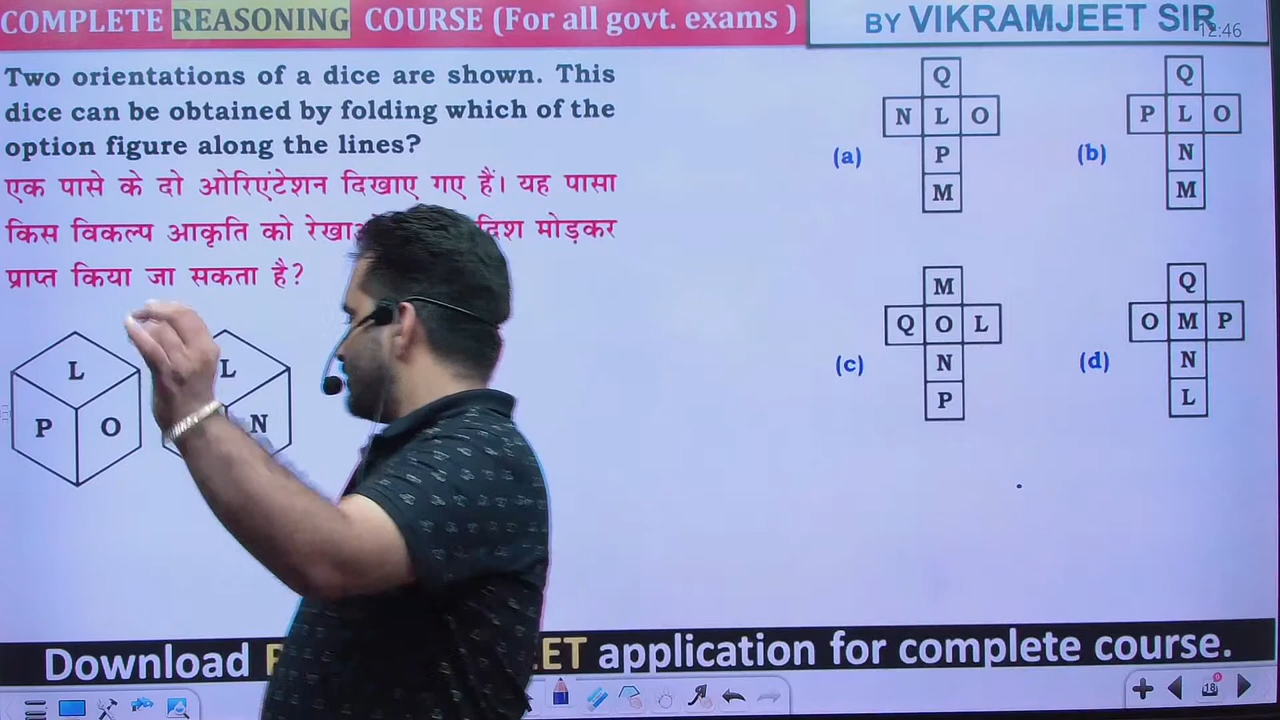 COMPLETE REASONING COURSE (For all govt. exams )
BY VIKRAMJEET SIR
12:46
Two orientations of a dice are shown. This
dice can be obtained by folding which of the
option figure along the lines?
एक पासे के दो ओरिएंटेशन दिखाए गए हैं। यह पासा
किस विकल्प आकृति को मोड़कर
प्राप्त किया जा सकता है?
L
P O
L
N
(a)
Q
N L O
P
M
(b)
Q
P L O
N
M
(c)
M
Q O L
N
P
(d)
Q
O M P
N
L
Download application for complete course.
18